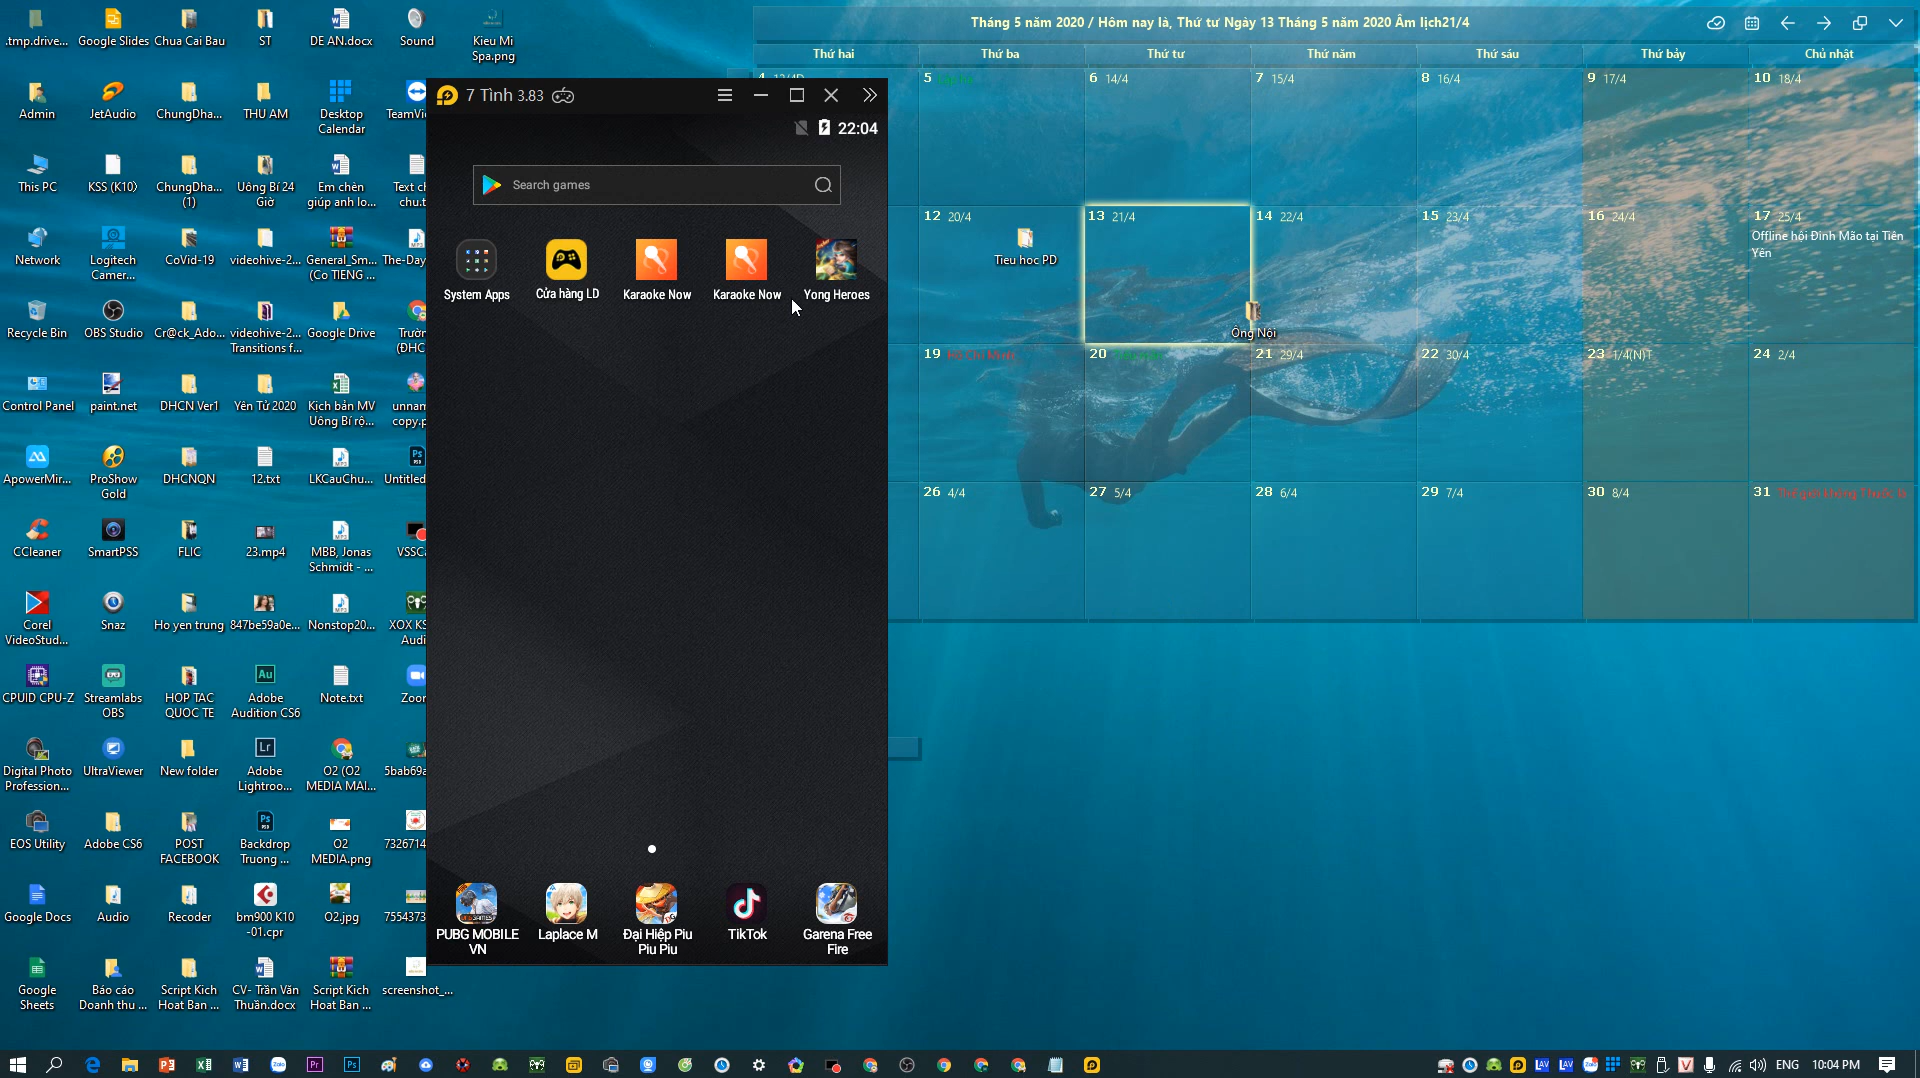 .tmp.drive...
Google Slides
Chua Cai Bau
ST
DE AN.docx
Sound
Kieu Mi
Spa.png
Admin
JetAudio
ChungDha...
THU AM
Desktop
Calendar
This PC
KSS (K10)
ChungDha...
(1)
Uông Bí 24
Giờ
Em chèn
giúp anh lo...
Network
Logitech
Camer...
CoVid-19
videohive-2...
General_Sm...
(Co TIENG ...
The-Day
Recycle Bin
OBS Studio
Cr@ck_Ado...
videohive-2...
Transitions f...
Google Drive
Control Panel
paint.net
DHCN Ver1
Yên Tử 2020
Kịch bản MV
Uông Bí rộ...
ApowerMir...
ProShow
Gold
DHCNQN
12.txt
LKCauChu...
Untitled
CCleaner
SmartPSS
FLIC
23.mp4
MBB, Jonas
Schmidt - ...
Corel
VideoStud...
Snaz
Ho yen trung
847be59a0e...
Nonstop20...
XOX KS
Audi
CPUID CPU-Z
Streamlabs
OBS
HOP TAC
QUOC TE
Adobe
Audition CS6
Note.txt
Zoo
Digital Photo
Profession...
UltraViewer
New folder
Adobe
Lightroo...
O2 (O2
MEDIA MAI...
5bab69a
EOS Utility
Adobe CS6
POST
FACEBOOK
Backdrop
Truong ...
O2
MEDIA.png
7326714
Google Docs
Audio
Recoder
bm900 K10
-01.cpr
O2.jpg
7554373
Google
Sheets
Báo cáo
Doanh thu ...
Script Kich
Hoat Ban ...
CV- Trần Văn
Thuần.docx
Script Kich
Hoat Ban ...
screenshot_...
7 Tình 3.83
22:04
Search games
System Apps
Cửa hàng LD
Karaoke Now
Karaoke Now
Yong Heroes
PUBG MOBILE
VN
Laplace M
Đại Hiệp Piu
Piu Piu
TikTok
Garena Free
Fire
Tháng 5 năm 2020 / Hôm nay là, Thứ tư Ngày 13 Tháng 5 năm 2020 Âm lịch21/4
Thứ hai
Thứ ba
Thứ tư
Thứ năm
Thứ sáu
Thứ bảy
Chủ nhật
5
6 14/4
7 15/4
8 16/4
9 17/4
10 18/4
12 20/4
Tieu hoc PD
13 21/4
Ông Nội
14 22/4
15 23/4
16 24/4
17 25/4
Offline hội Đinh Mão tại Tiên
Yên
19
20
21 29/4
22 30/4
23 1/4(N)T
24 2/4
26 4/4
27 5/4
28 6/4
29 7/4
30 8/4
31
ENG
10:04 PM